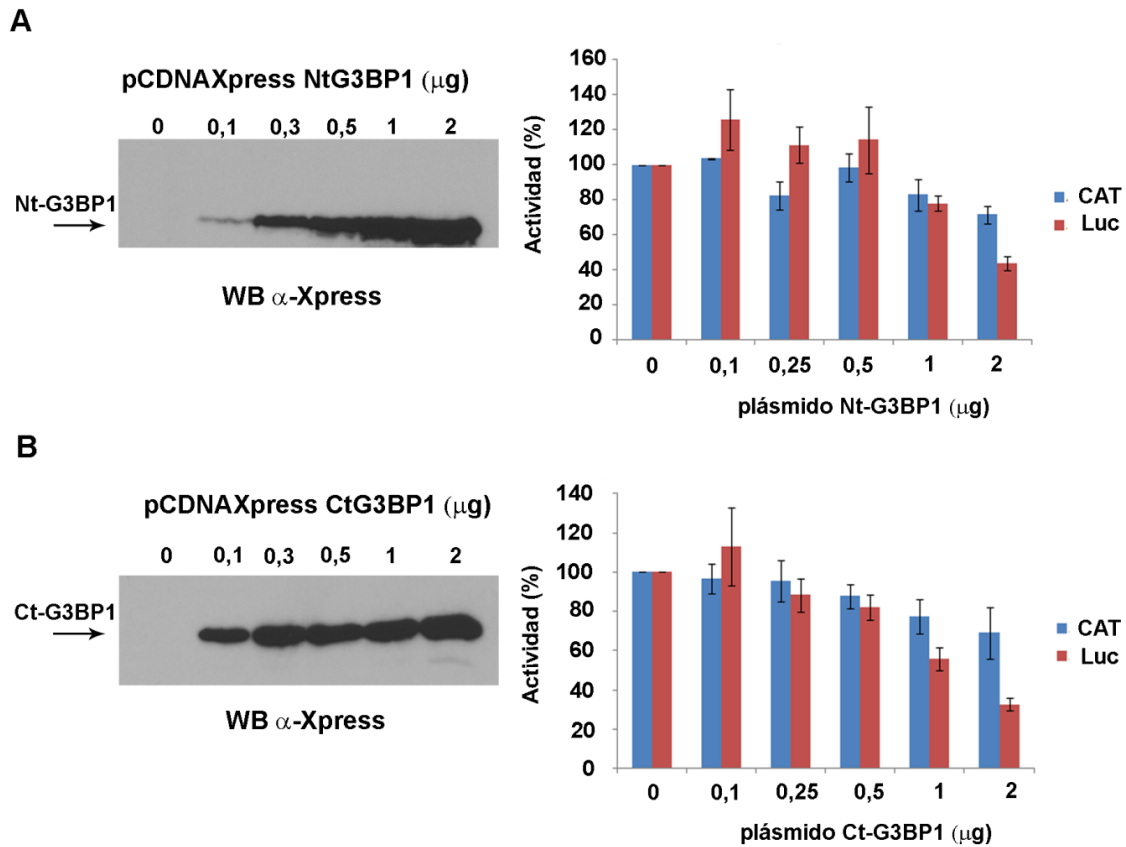 A
pCDNAXpress NtG3BP1 (μg)
0 0,1 0,3 0,5 1 2
Nt-G3BP1
WB α-Xpress
Actividad (%)
160
140
120
100
80
60
40
20
0
0 0,1 0,25 0,5 1 2
plásmido Nt-G3BP1 (μg)
CAT
Luc
B
pCDNAXpress CtG3BP1 (μg)
0 0,1 0,3 0,5 1 2
Ct-G3BP1
WB α-Xpress
Actividad (%)
140
120
100
80
60
40
20
0
0 0,1 0,25 0,5 1 2
plásmido Ct-G3BP1 (μg)
CAT
Luc